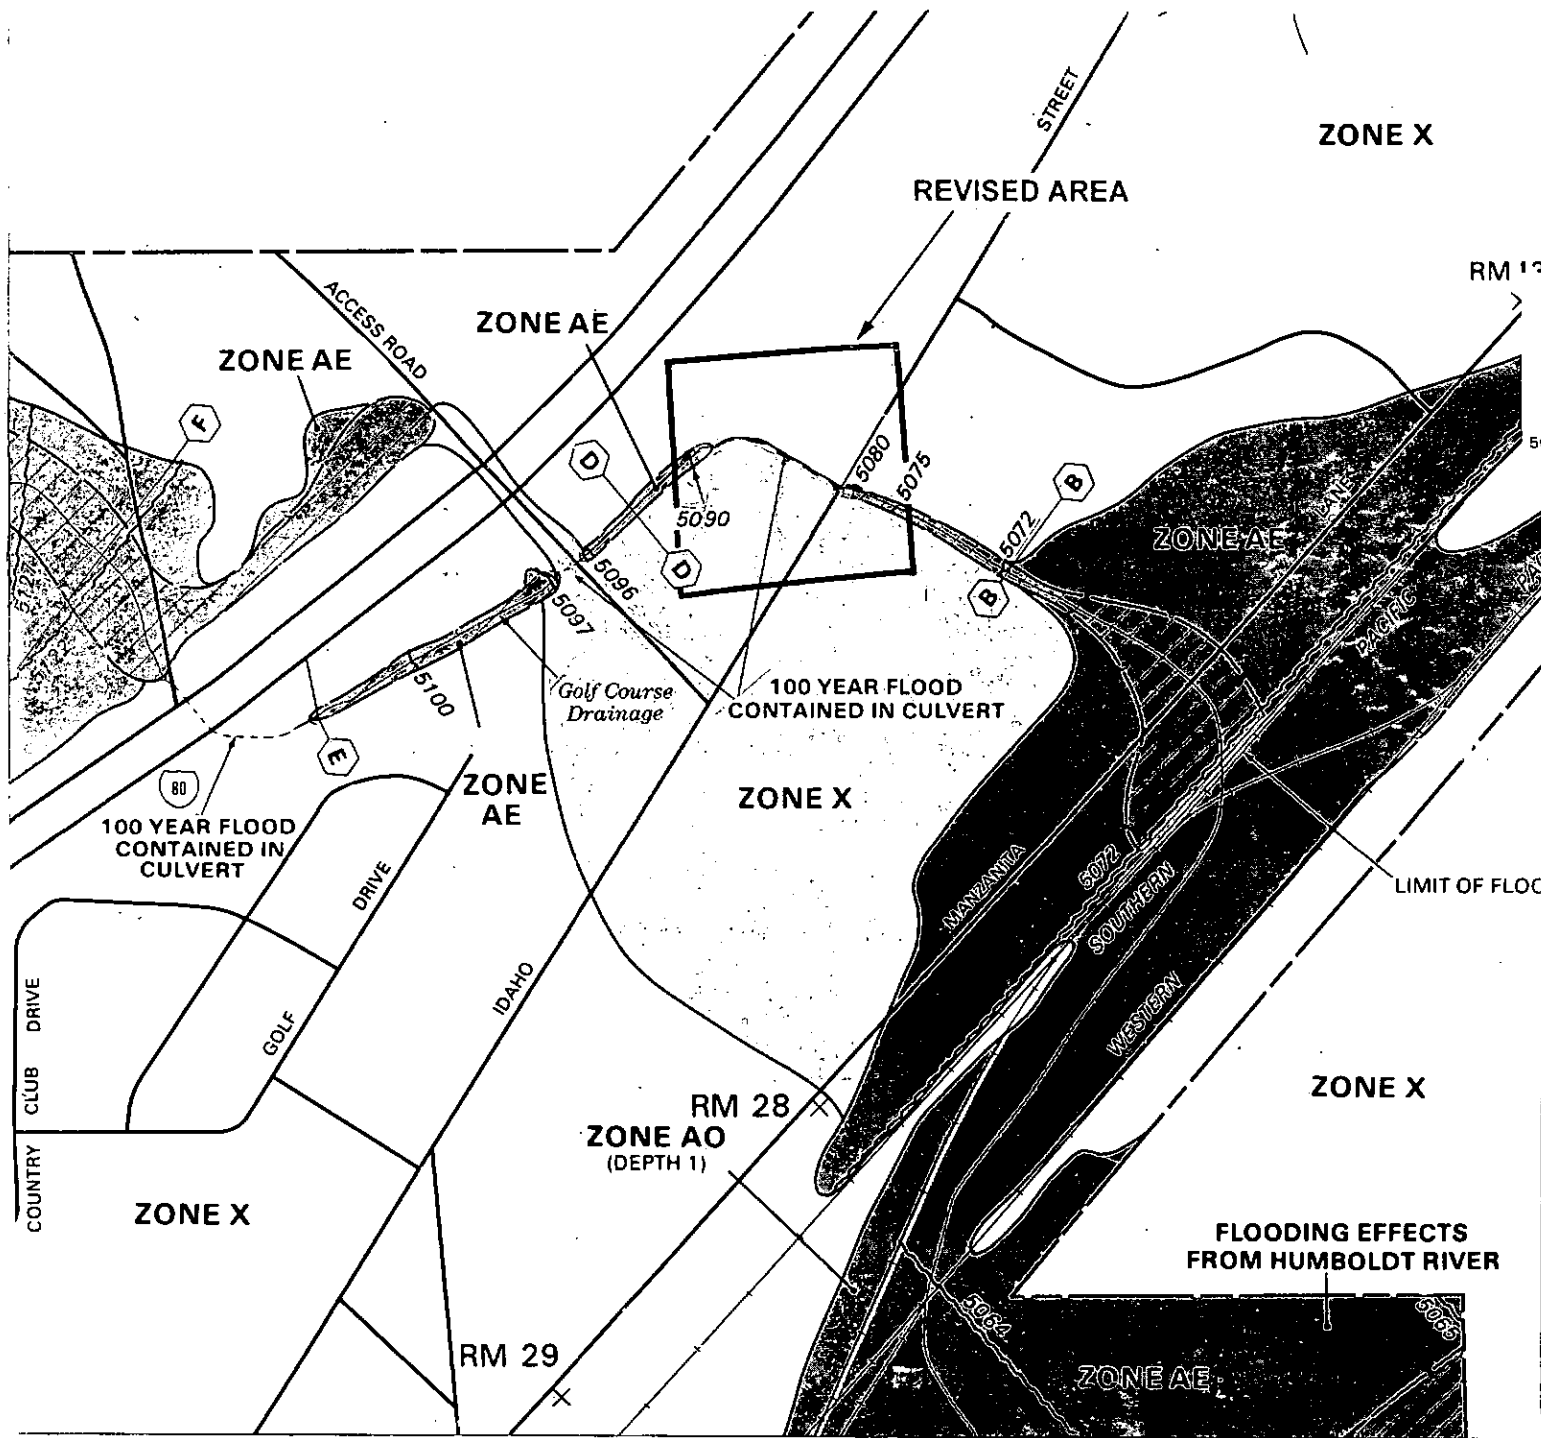 STREET
ZONE X
REVISED AREA
RM
ACCESS ROAD
ZONE AE
ZONE AE
F
D
5080
5075
B
5090
5072
ZONE AE
LANE
D
5096
B
5097
PACIFIC
5122
5100
Golf Course
Drainage
100 YEAR FLOOD
CONTAINED IN CULVERT
E
80
ZONE
AE
ZONE X
100 YEAR FLOOD
CONTAINED IN
CULVERT
DRIVE
MANZANITA
5072
SOUTHERN
LIMIT OF
IDAHO
WESTERN
COUNTRY CLUB DRIVE
GOLF
ZONE X
RM 28
ZONE AO
(DEPTH 1)
ZONE X
FLOODING EFFECTS
FROM HUMBOLDT RIVER
5064
5065
RM 29
ZONE AE